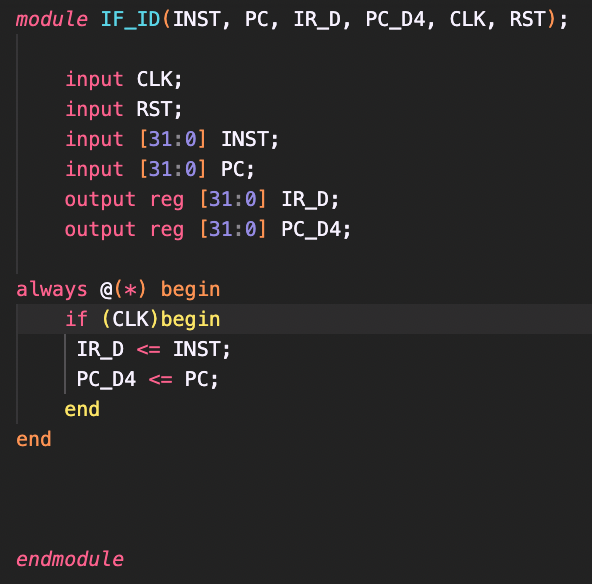 module IF_ID(INST, PC, IR_D, PC_D4, CLK, RST);
input CLK;
input RST;
input [31:0] INST;
input [31:0] PC;
output reg [31:0] IR_D;
output reg [31:0] PC_D4;
always @(*) begin
if (CLK)begin
IR_D <= INST;
PC_D4 <= PC;
end
end
endmodule